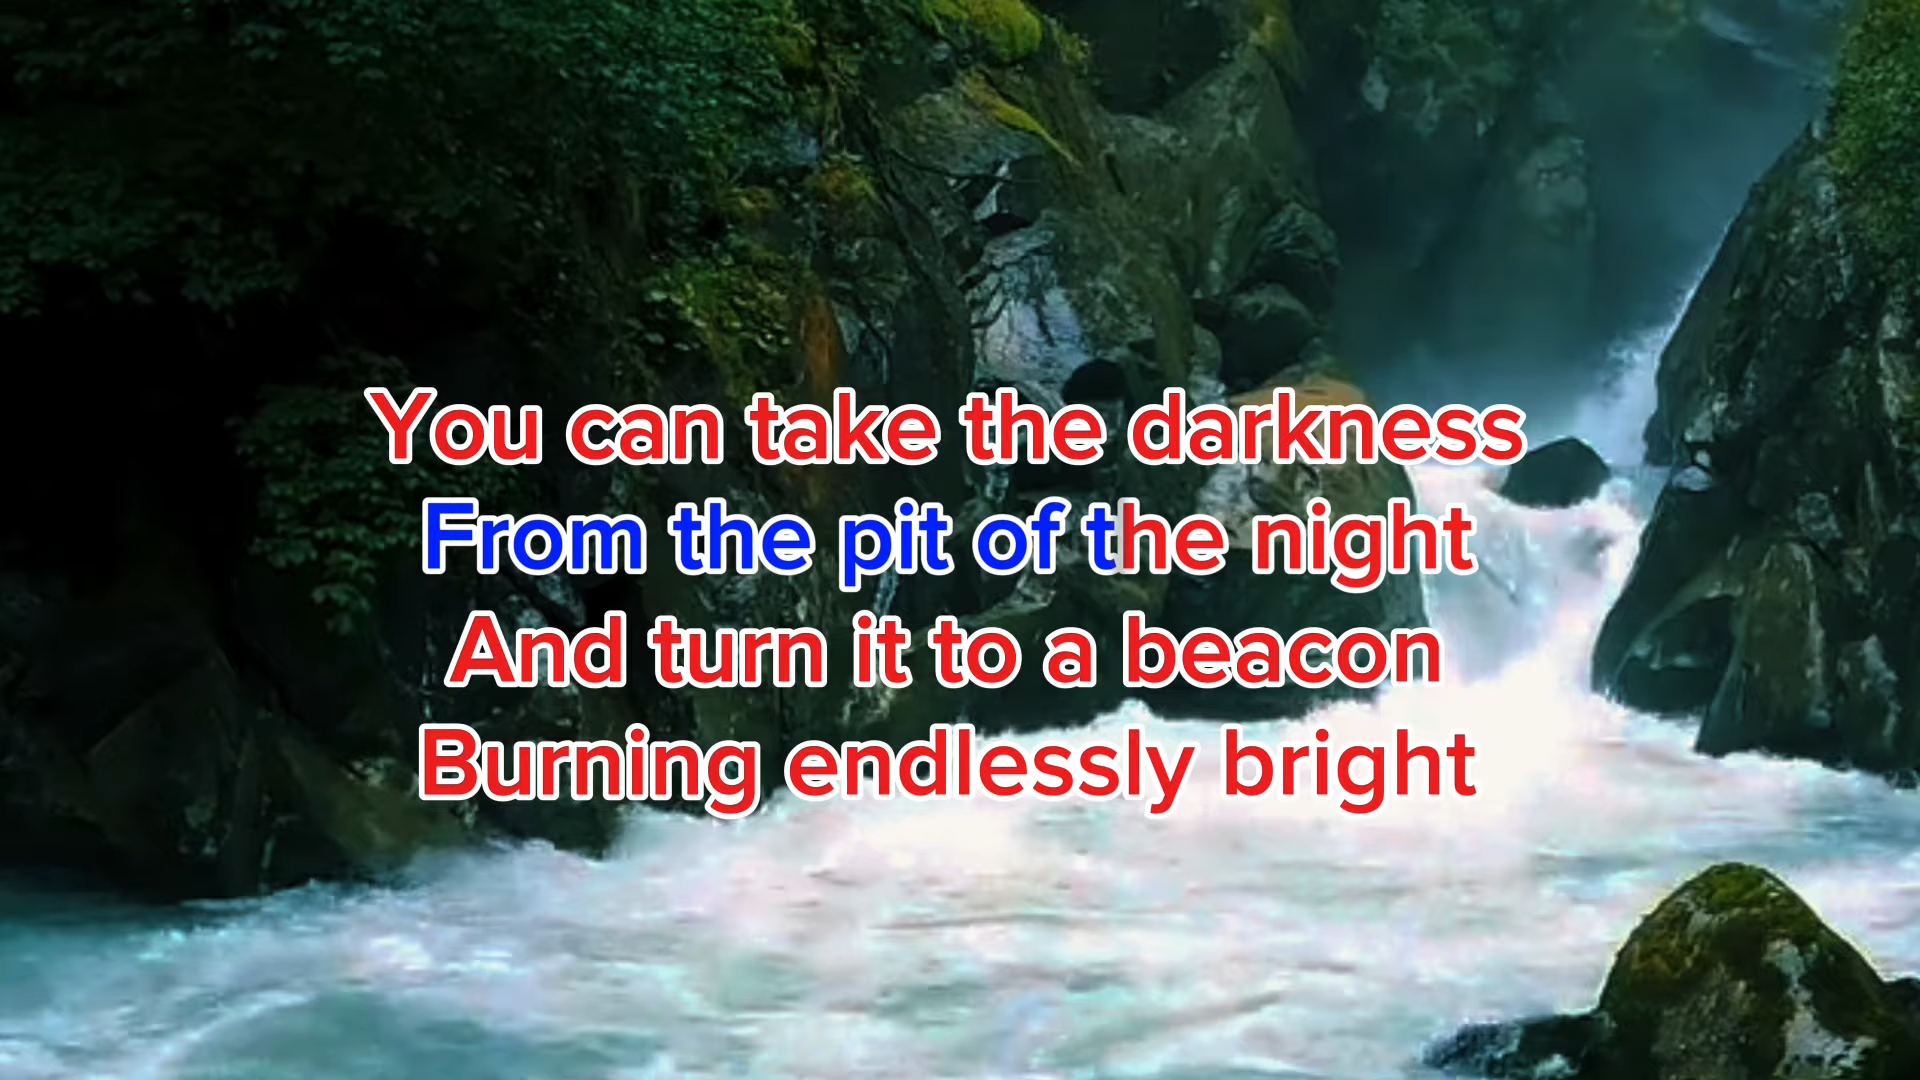 You can take the darkness
From the pit of the night
And turn it to a beacon
Burning endlessly bright